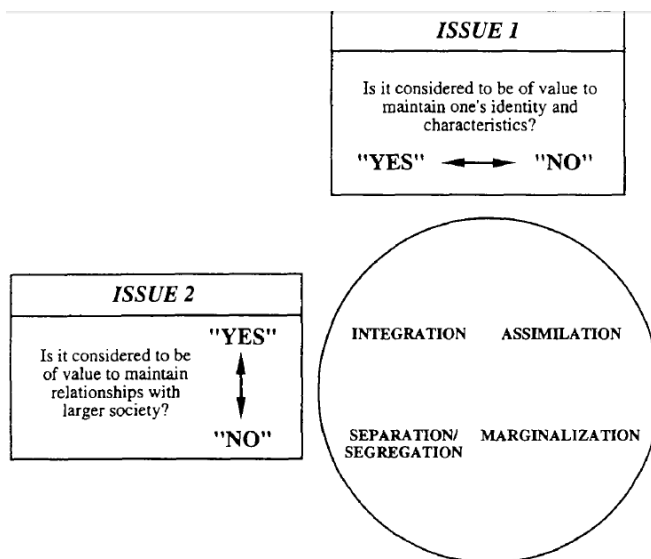 ISSUE 1
Is it considered to be of value to
maintain one's identity and
characteristics?
"YES" "NO"
ISSUE 2
"YES"
Is it considered to be
of value to maintain
relationships with
larger society?
"NO"
INTEGRATION ASSIMILATION
SEPARATION/ MARGINALIZATION
SEGREGATION